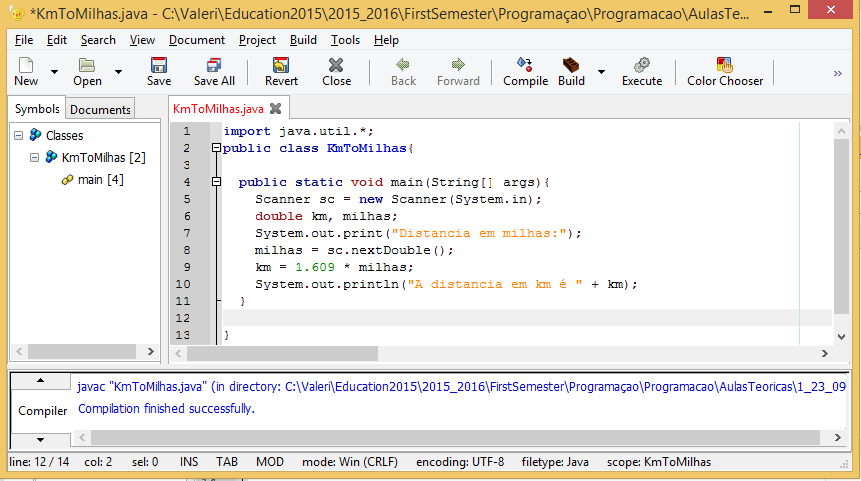 *KmToMilhas.java - C:\Valeri\Education2015\2015_2016\FirstSemester\Programaçao\Programacao\AulasTeo...
File Edit Search View Document Project Build Tools Help
New Open Save Save All Revert Close Back Forward Compile Build Execute Color Chooser »
Symbols Documents
KmToMilhas.java
Classes
KmToMilhas [2]
main [4]
1 import java.util.*;
2 public class KmToMilhas{
3
4 public static void main(String[] args){
5 Scanner sc = new Scanner(System.in);
6 double km, milhas;
7 System.out.print("Distancia em milhas:");
8 milhas = sc.nextDouble();
9 km = 1.609 * milhas;
10 System.out.println("A distancia em km é " + km);
11 }
12
13 }
Compiler
javac "KmToMilhas.java" (in directory: C:\Valeri\Education2015\2015_2016\FirstSemester\Programaçao\Programacao\AulasTeoricas\1_23_09
Compilation finished successfully.
line: 12 / 14 col: 2 sel: 0 INS TAB MOD mode: Win (CRLF) encoding: UTF-8 filetype: Java scope: KmToMilhas